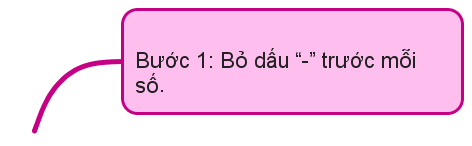 Bước 1: Bỏ dấu “-” trước mỗi
số.